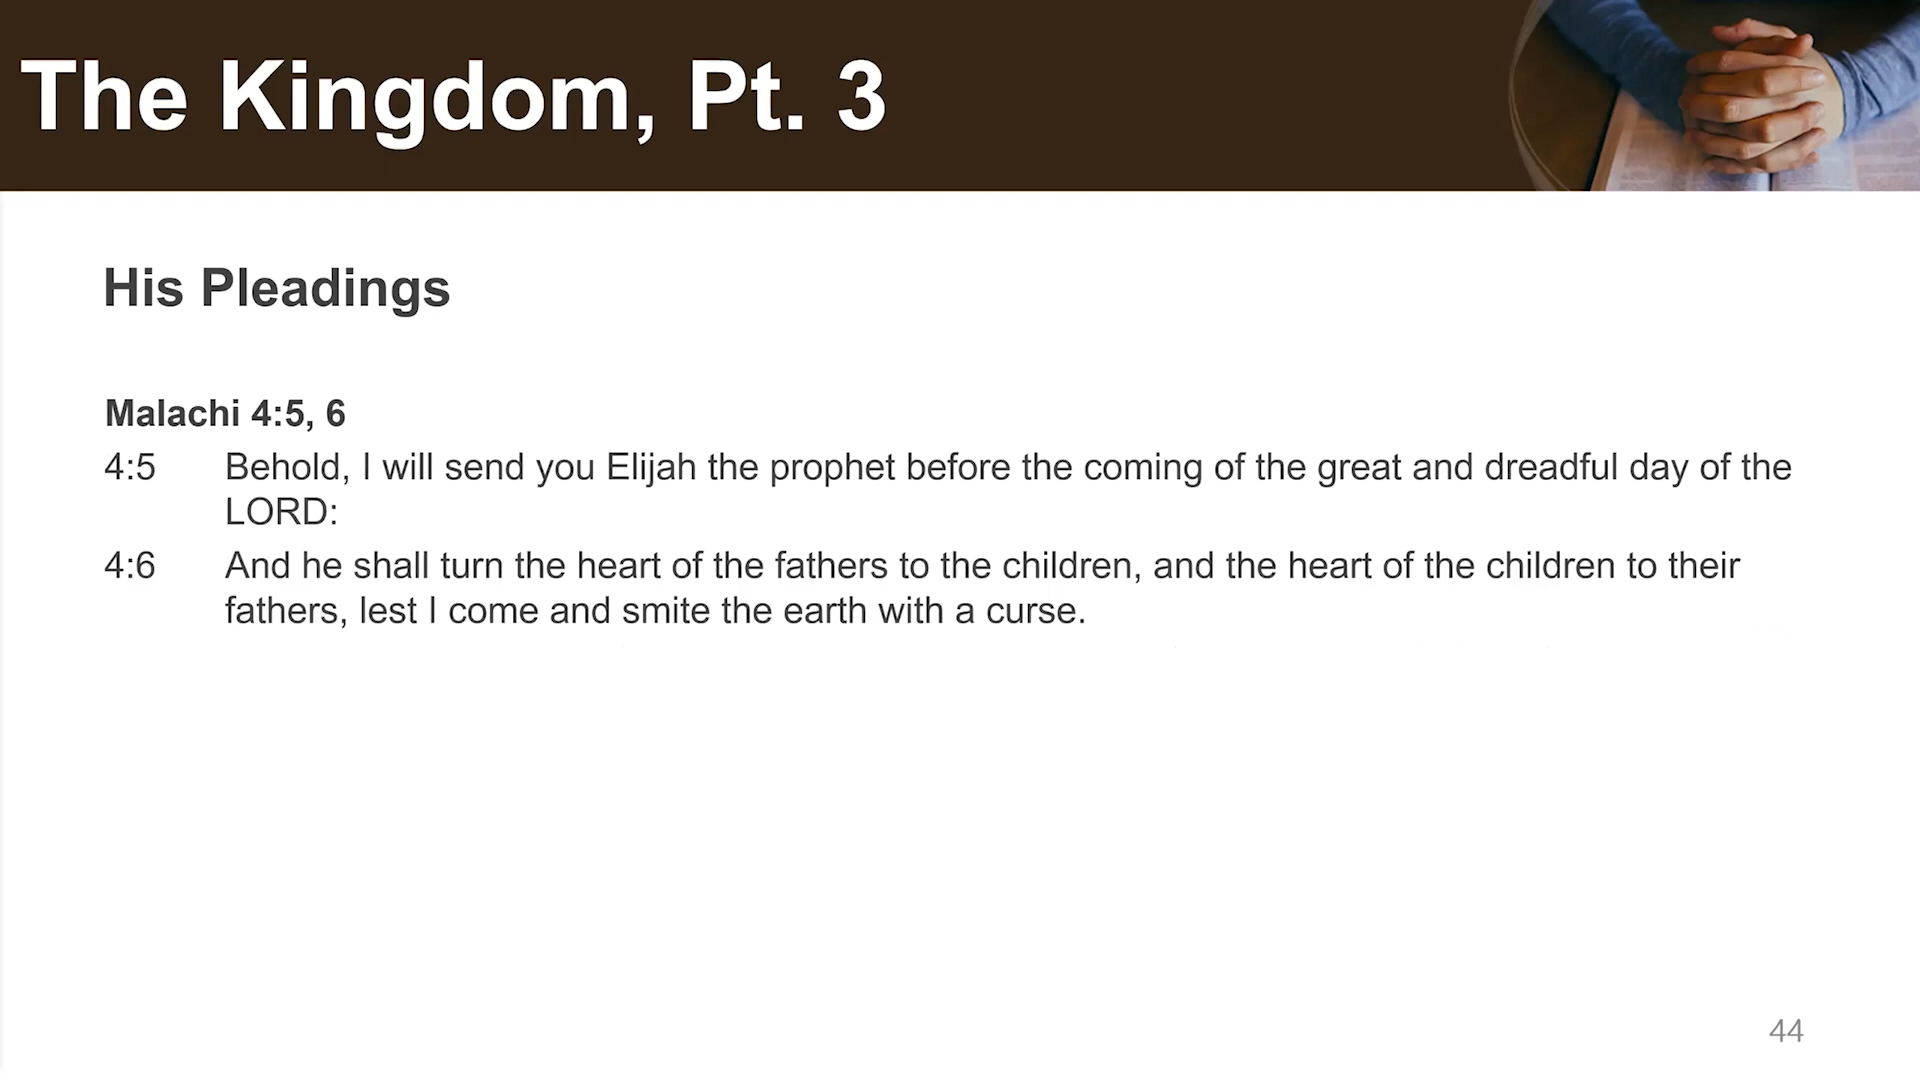 The Kingdom, Pt. 3
His Pleadings
Malachi 4:5, 6
4:5 Behold, I will send you Elijah the prophet before the coming of the great and dreadful day of the
LORD:
4:6 And he shall turn the heart of the fathers to the children, and the heart of the children to their
fathers, lest I come and smite the earth with a curse.
44